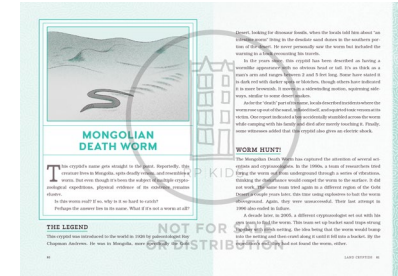 MONGOLIAN
DEATH WORM
This cryptid's name gets straight to the point. Reportedly, this
creature lives in Mongolia, spits deadly venom, and resembles a
worm. But even though it's been the subject of multiple crypto-
zoological expeditions, physical evidence of its existence remains
elusive.
Is this worm real? If so, why is it so hard to catch?
Perhaps the answer lies in its name. What if it's not a worm at all?
THE LEGEND
This cryptid was introduced to the world in 1926 by paleontologist Roy
Chapman Andrews. He was in Mongolia, more specifically the Gobi
Desert, looking for dinosaur fossils, when the locals told him about "an
worm" living in the desolate sand dunes in the southern por-
tion of the desert. He never personally saw the worm but included the
warning in a book recounting his travels.
In the years since, this cryptid has been described as having a
appearance with no obvious head or tail. It's as thick as a
man's arm and ranges between 2 and 5 feet long. Some have stated it
is dark red with darker spots or blotches, though others have indicated
it is more brownish. It moves in a sidewinding motion, squirming side-
ways, similar to some desert snakes.
As for the "death" part of its name, locals described incidents where the
worm rose up out of the sand, inflated itself, and squirted toxic venom at its
victim. One report indicated a boy accidentally stumbled across the worm
while camping with his family and died after merely touching it. Finally,
some witnesses added that this cryptid also gives an electric shock.
WORM HUNT!
The Mongolian Death Worm has captured the attention of several sci-
entists and cryptozoologists. In the 1990s, a team of researchers tried
the worm out from underground through a series of vibrations,
thinking the disturbance would compel the worm to the surface. It did
not work. The same team tried again in a different region of the Gobi
Desert a couple years later, this time using explosives to bait the worm
aboveground. Again, they were unsuccessful. Their last attempt in
also ended in failure.
A decade later, in 2005, a different cryptozoologist set out with his
own team to find the worm. This team set up bucket sand traps
with the idea being that the worm would bump
into the netting and then crawl along it until it fell into a bucket. By the
they had not found the worm, either.
NOT FOR SALE
OR DISTRIBUTION